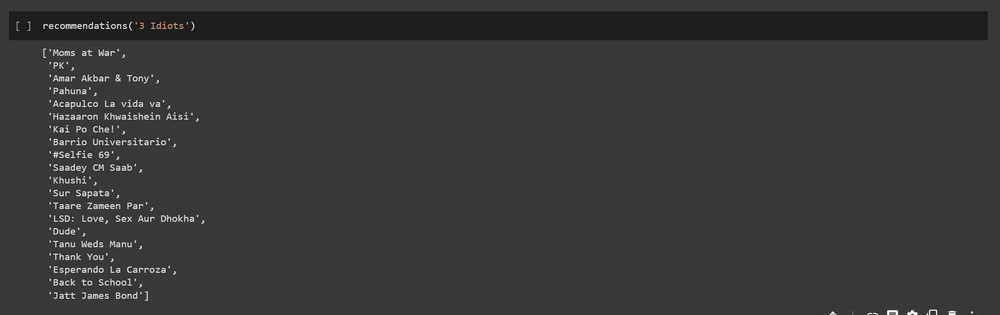 [ ] recommendations('3 Idiots')
['Moms at War',
'PK',
'Amar Akbar & Tony',
'Pahuna',
'Acapulco La vida va',
'Hazaaron Khwaishein Aisi',
'Kai Po Che!',
'Barrio Universitario',
'#Selfie 69',
'Saadey CM Saab',
'Khushi',
'Sur Sapata',
'Taare Zameen Par',
'LSD: Love, Sex Aur Dhokha',
'Dude',
'Tanu Weds Manu',
'Thank You',
'Esperando La Carroza',
'Back to School',
'Jatt James Bond']